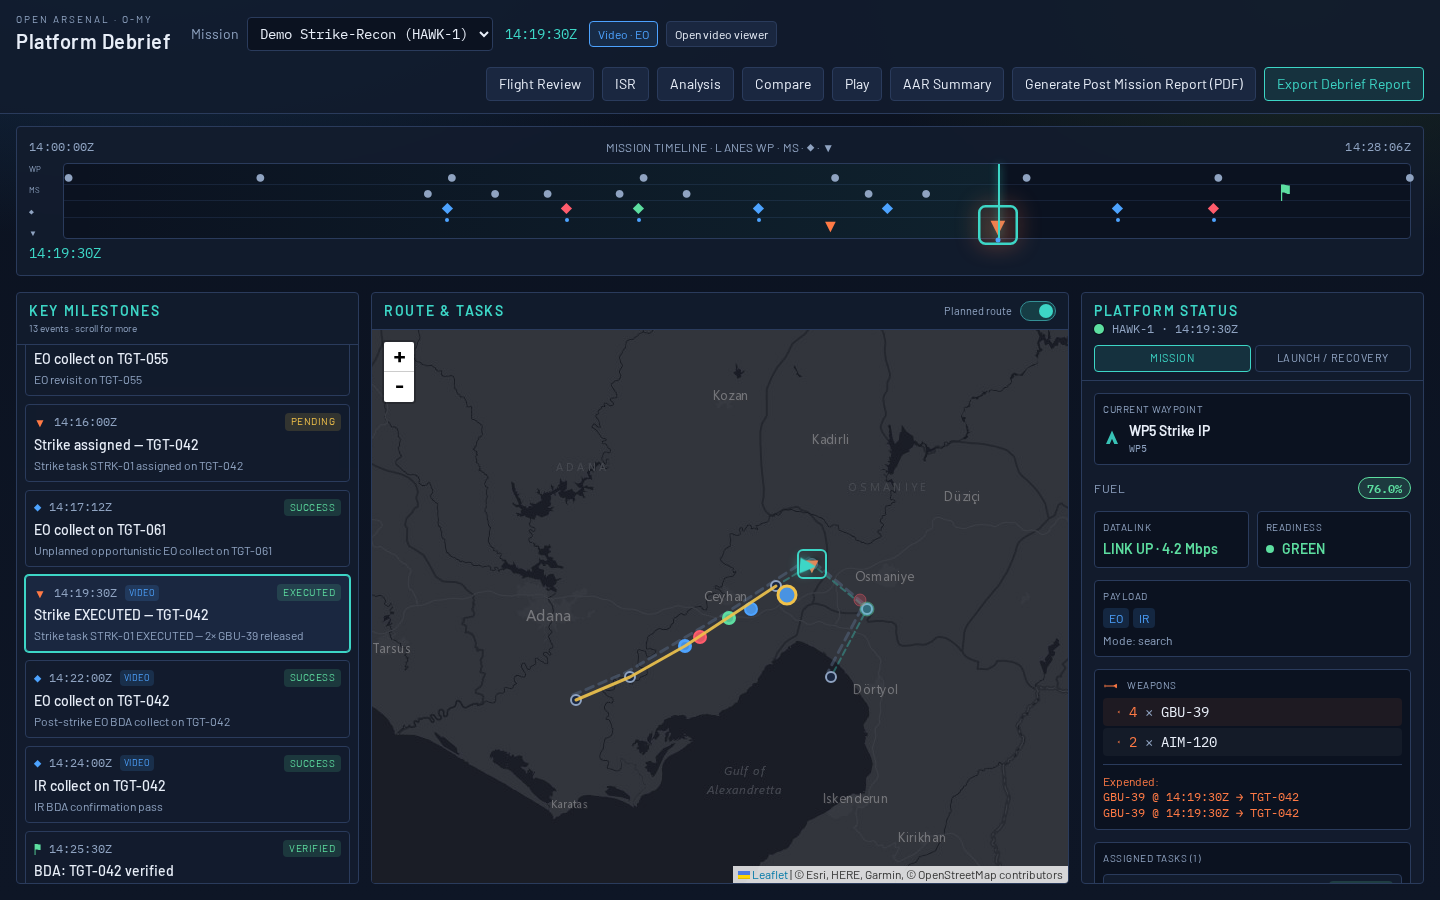 OPEN ARSENAL · O-MY
Platform Debrief
Mission
Demo Strike-Recon (HAWK-1)
14:19:30Z
Video · EO
Open video viewer
Flight Review
ISR
Analysis
Compare
Play
AAR Summary
Generate Post Mission Report (PDF)
Export Debrief Report
14:00:00Z
MISSION TIMELINE · LANES WP · MS · ◆ · ▼
14:28:06Z
WP
MS
◆
▼
14:19:30Z
KEY MILESTONES
13 events · scroll for more
EO collect on TGT-055
EO revisit on TGT-055
▼ 14:16:00Z PENDING
Strike assigned — TGT-042
Strike task STRK-01 assigned on TGT-042
◆ 14:17:12Z SUCCESS
EO collect on TGT-061
Unplanned opportunistic EO collect on TGT-061
▼ 14:19:30Z VIDEO EXECUTED
Strike EXECUTED — TGT-042
Strike task STRK-01 EXECUTED — 2× GBU-39 released
◆ 14:22:00Z VIDEO SUCCESS
EO collect on TGT-042
Post-strike EO BDA collect on TGT-042
◆ 14:24:00Z VIDEO SUCCESS
IR collect on TGT-042
IR BDA confirmation pass
14:25:30Z VERIFIED
BDA: TGT-042 verified
ROUTE & TASKS
Planned route
+
-
Kozan
Kadirli
ADANA
OSMANIYE
Düziçi
Osmaniye
Ceyhan
Adana
Tarsus
Dörtyol
Gulf of
Alexandretta
Karatas
Iskenderun
Kirikhan
Leaflet | © Esri, HERE, Garmin, © OpenStreetMap contributors
PLATFORM STATUS
HAWK-1 · 14:19:30Z
MISSION
LAUNCH / RECOVERY
CURRENT WAYPOINT
WP5 Strike IP
WP5
FUEL
76.0%
DATALINK
LINK UP · 4.2 Mbps
READINESS
GREEN
PAYLOAD
EO IR
Mode: search
WEAPONS
· 4 × GBU-39
· 2 × AIM-120
Expended:
GBU-39 @ 14:19:30Z → TGT-042
GBU-39 @ 14:19:30Z → TGT-042
ASSIGNED TASKS (1)